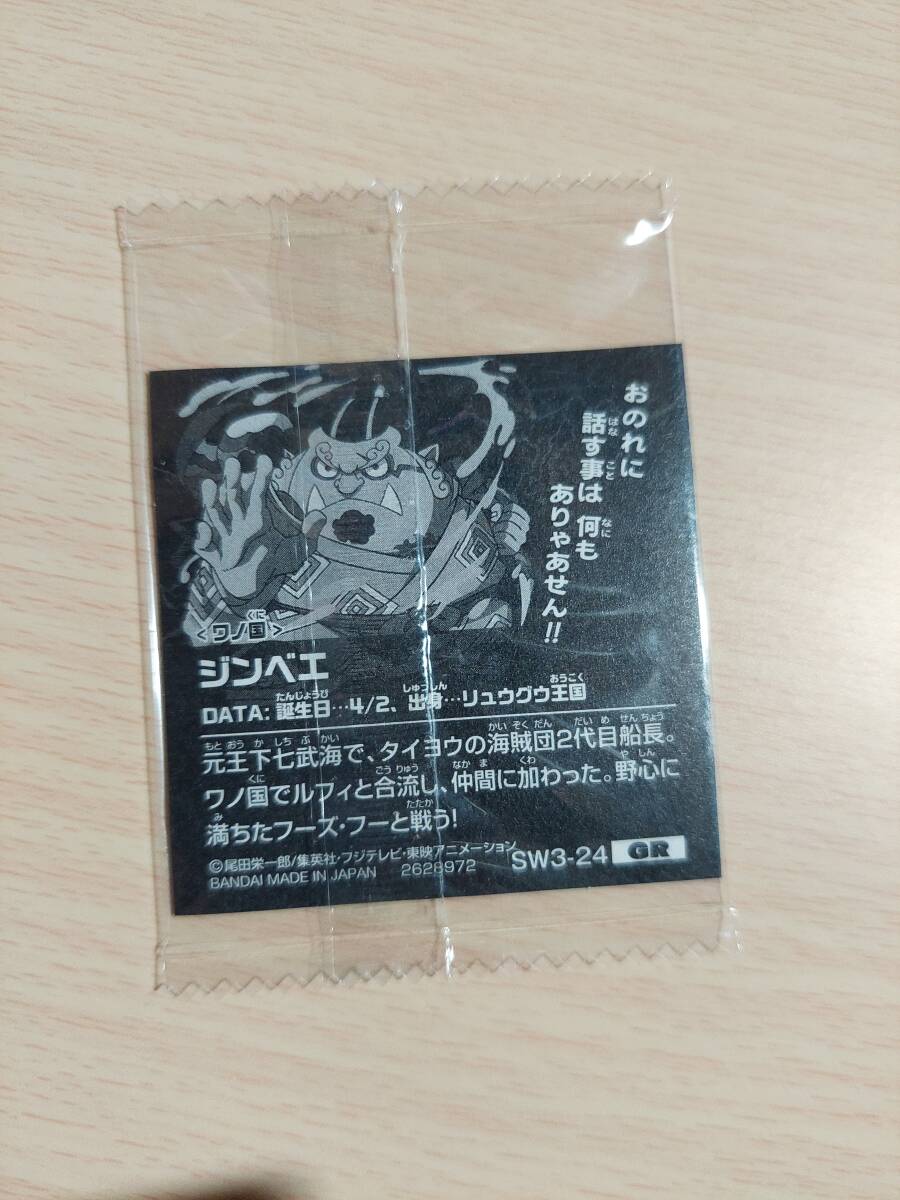 おのれに
話す事は 何も
ありゃあせん!!
<ワノ国>
ジンベエ
DATA: 誕生日…4/2、出身…リュウグウ王国
元王下七武海で、タイヨウの海賊団2代目船長。
ワノ国でルフィと合流し、仲間に加わった。野心に
満ちたフーズ・フーと戦う!
©尾田栄一郎/集英社・フジテレビ・東映アニメーション
BANDAI MADE IN JAPAN 2628972 SW3-24 GR